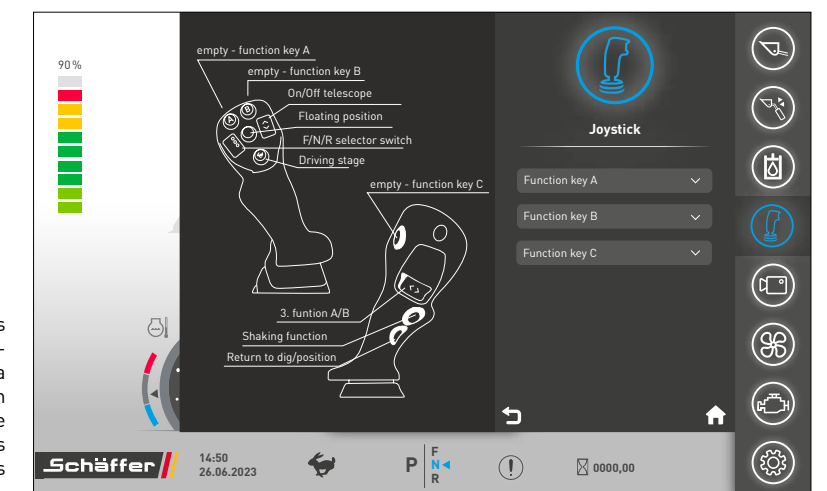 90 %
empty - function key A
empty - function key B
On/Off telescope
Floating position
F/N/R selector switch
Driving stage
A
B
empty - function key C
3. funtion A/B
Shaking function
Return to dig/position
Joystick
Function key A
Function key B
Function key C
s
-
a
n
e
s
s
Schäffer
14:50
26.06.2023
P
F
N
R
0000,00